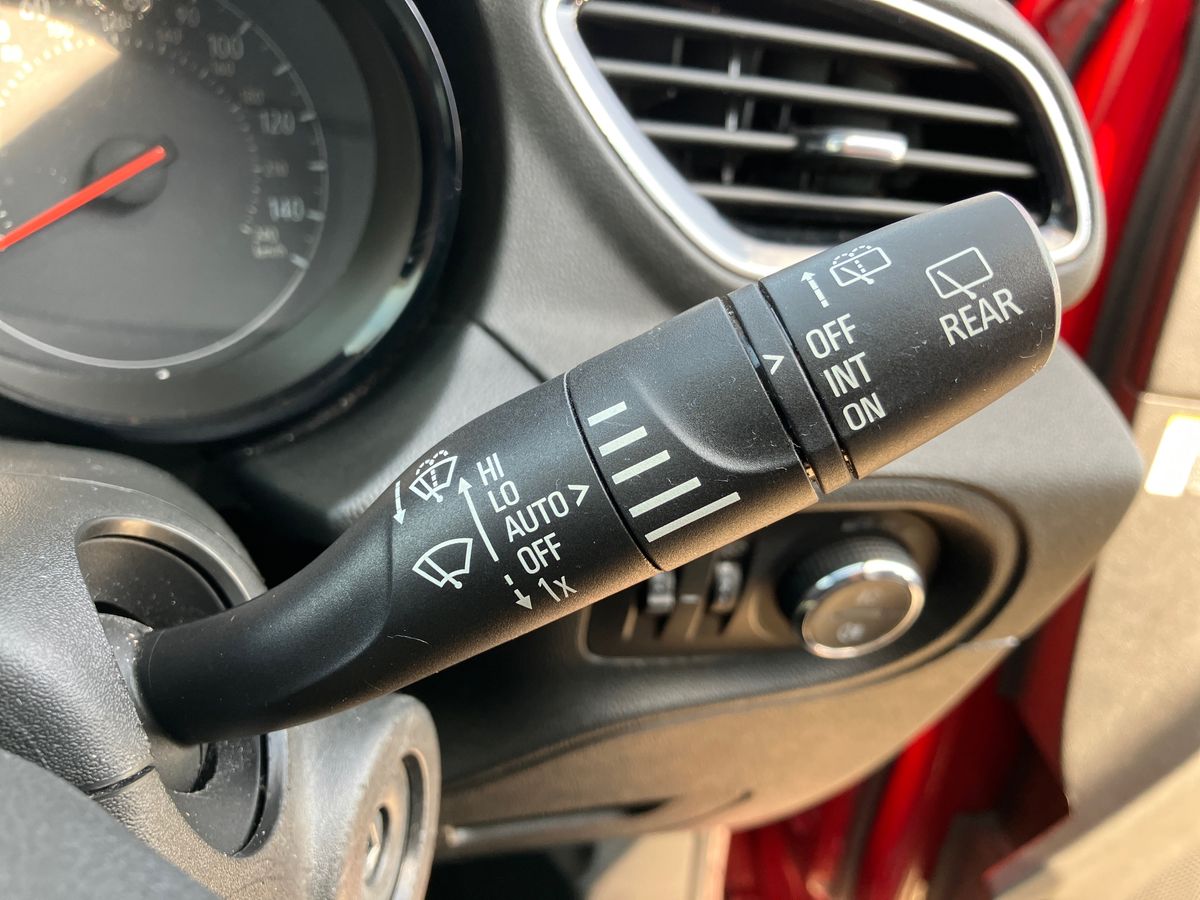 100
120
140
HI
LO
AUTO >
OFF
1x
>
OFF
INT
ON
REAR